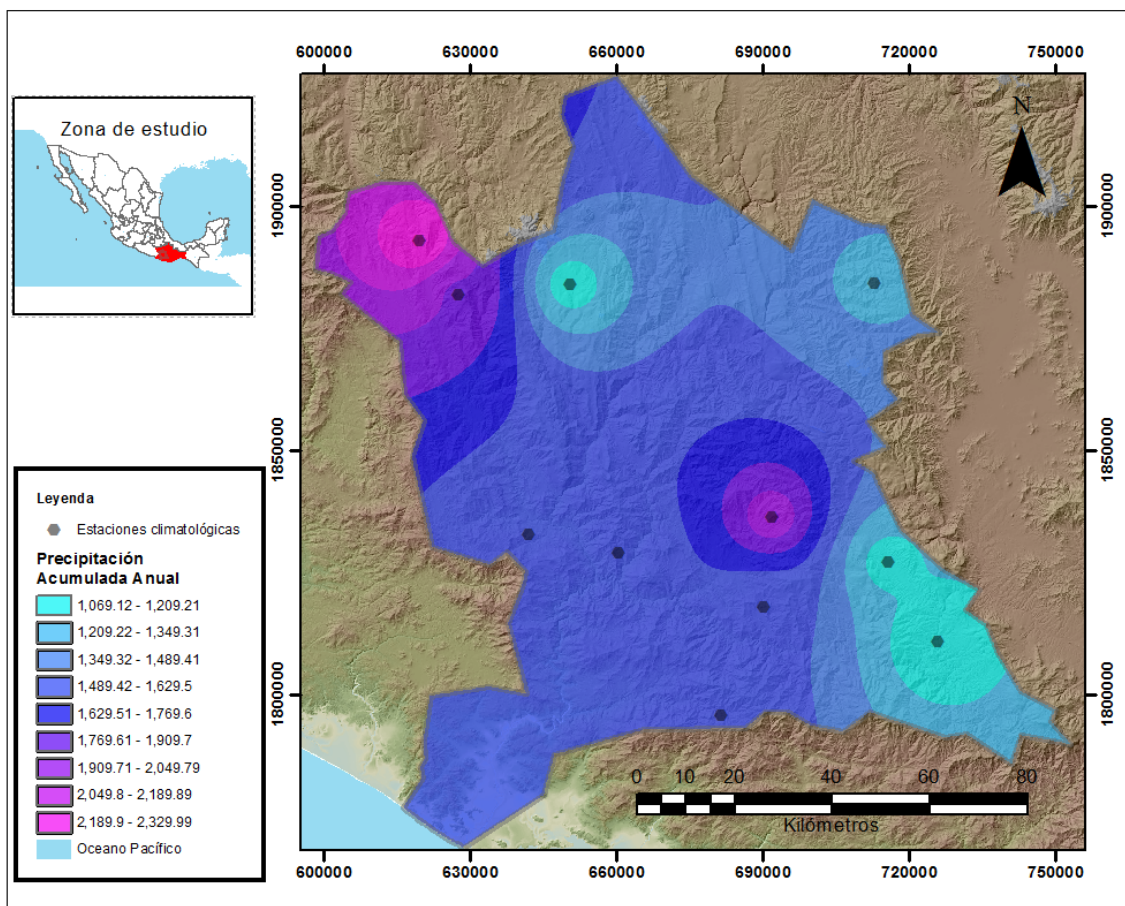 600000 630000 660000 690000 720000 750000
Zona de estudio
N
1900000 1900000
1850000 1850000
1800000 1800000
Leyenda
Estaciones climatológicas
Precipitación
Acumulada Anual
1,069.12 - 1,209.21
1,209.22 - 1,349.31
1,349.32 - 1,489.41
1,489.42 - 1,629.5
1,629.51 - 1,769.6
1,769.61 - 1,909.7
1,909.71 - 2,049.79
2,049.8 - 2,189.89
2,189.9 - 2,329.99
Oceano Pacífico
0 10 20 40 60 80
Kilómetros
600000 630000 660000 690000 720000 750000